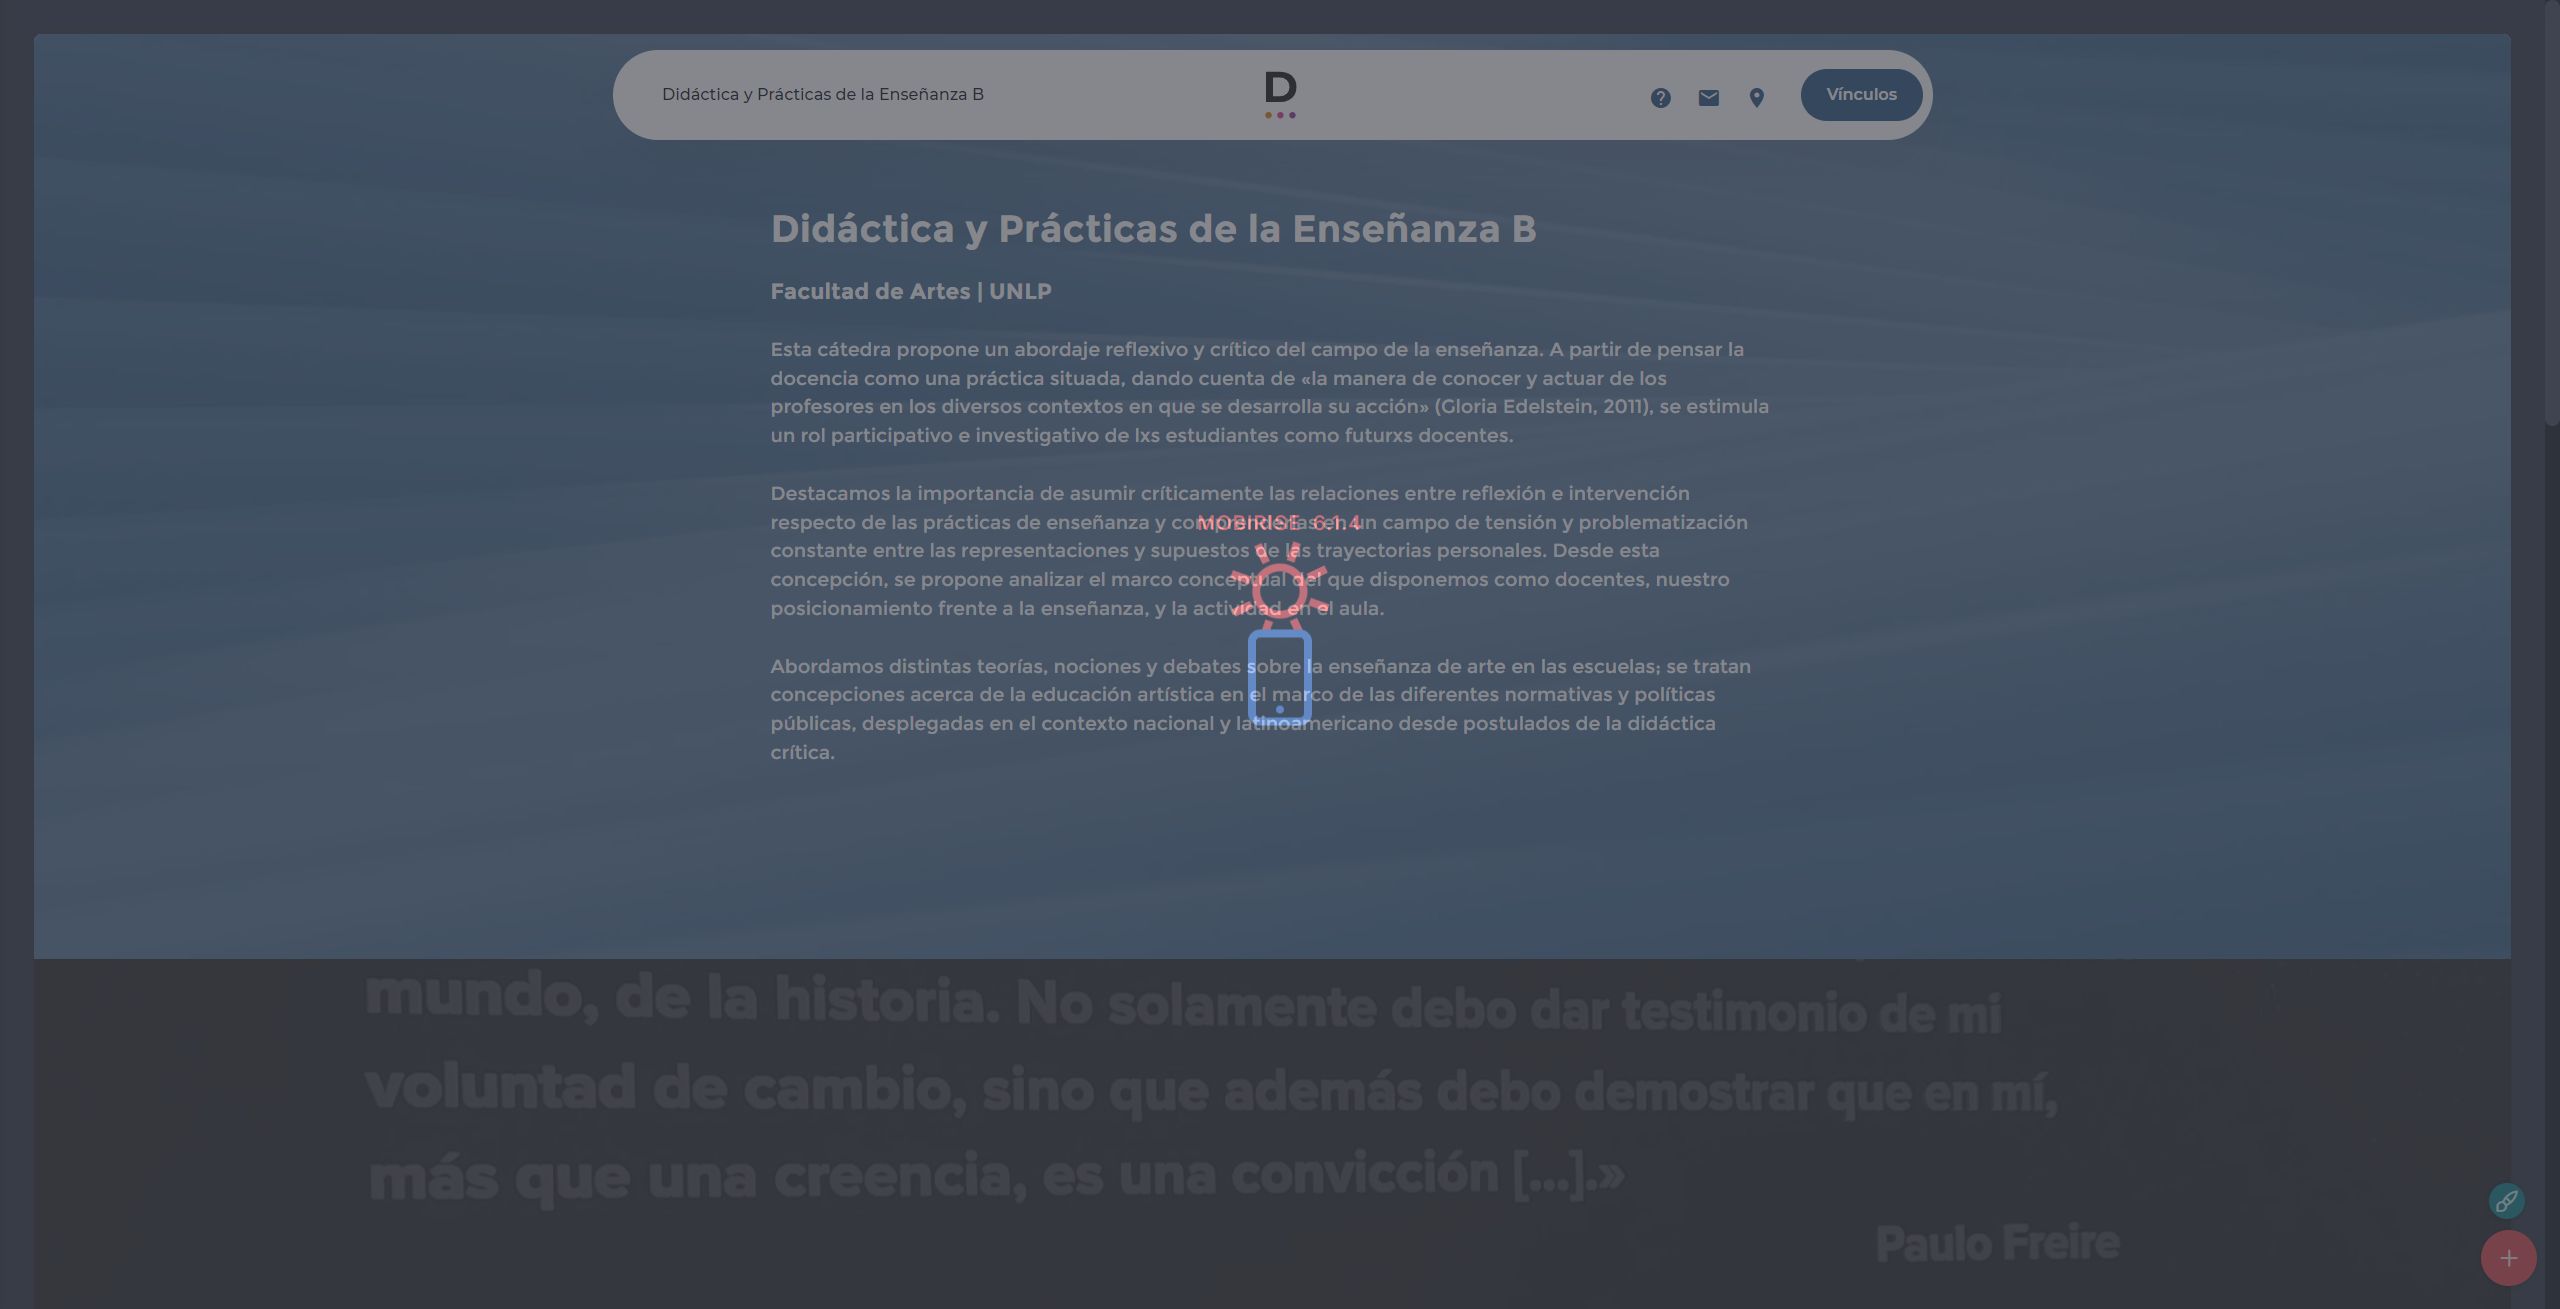 Didáctica y Prácticas de la Enseñanza B
D
Vínculos
Didáctica y Prácticas de la Enseñanza B
Facultad de Artes | UNLP
Esta cátedra propone un abordaje reflexivo y crítico del campo de la enseñanza. A partir de pensar la
docencia como una práctica situada, dando cuenta de «la manera de conocer y actuar de los
profesores en los diversos contextos en que se desarrolla su acción» (Gloria Edelstein, 2011), se estimula
un rol participativo e investigativo de lxs estudiantes como futurxs docentes.
Destacamos la importancia de asumir críticamente las relaciones entre reflexión e intervención
respecto de las prácticas de enseñanza y comprenderlas en un campo de tensión y problematización
MOBIRISE 6.1.4
constante entre las representaciones y supuestos de las trayectorias personales. Desde esta
concepción, se propone analizar el marco conceptual del que disponemos como docentes, nuestro
posicionamiento frente a la enseñanza, y la actividad en el aula.
Abordamos distintas teorías, nociones y debates sobre la enseñanza de arte en las escuelas; se tratan
concepciones acerca de la educación artística en el marco de las diferentes normativas y políticas
públicas, desplegadas en el contexto nacional y latinoamericano desde postulados de la didáctica
crítica.
mundo, de la historia. No solamente debo dar testimonio de mi
voluntad de cambio, sino que además debo demostrar que en mí,
más que una creencia, es una convicción [...].»
Paulo Freire